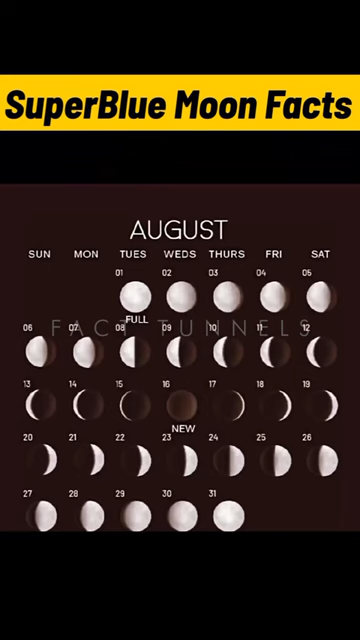 SuperBlue Moon Facts
AUGUST
SUN MON TUES WEDS THURS FRI SAT
01 02 03 04 05
FULL
FACT TUNNELS
06 07 08 09 10 11 12
13 14 15 16 17 18 19
NEW
20 21 22 23 24 25 26
27 28 29 30 31